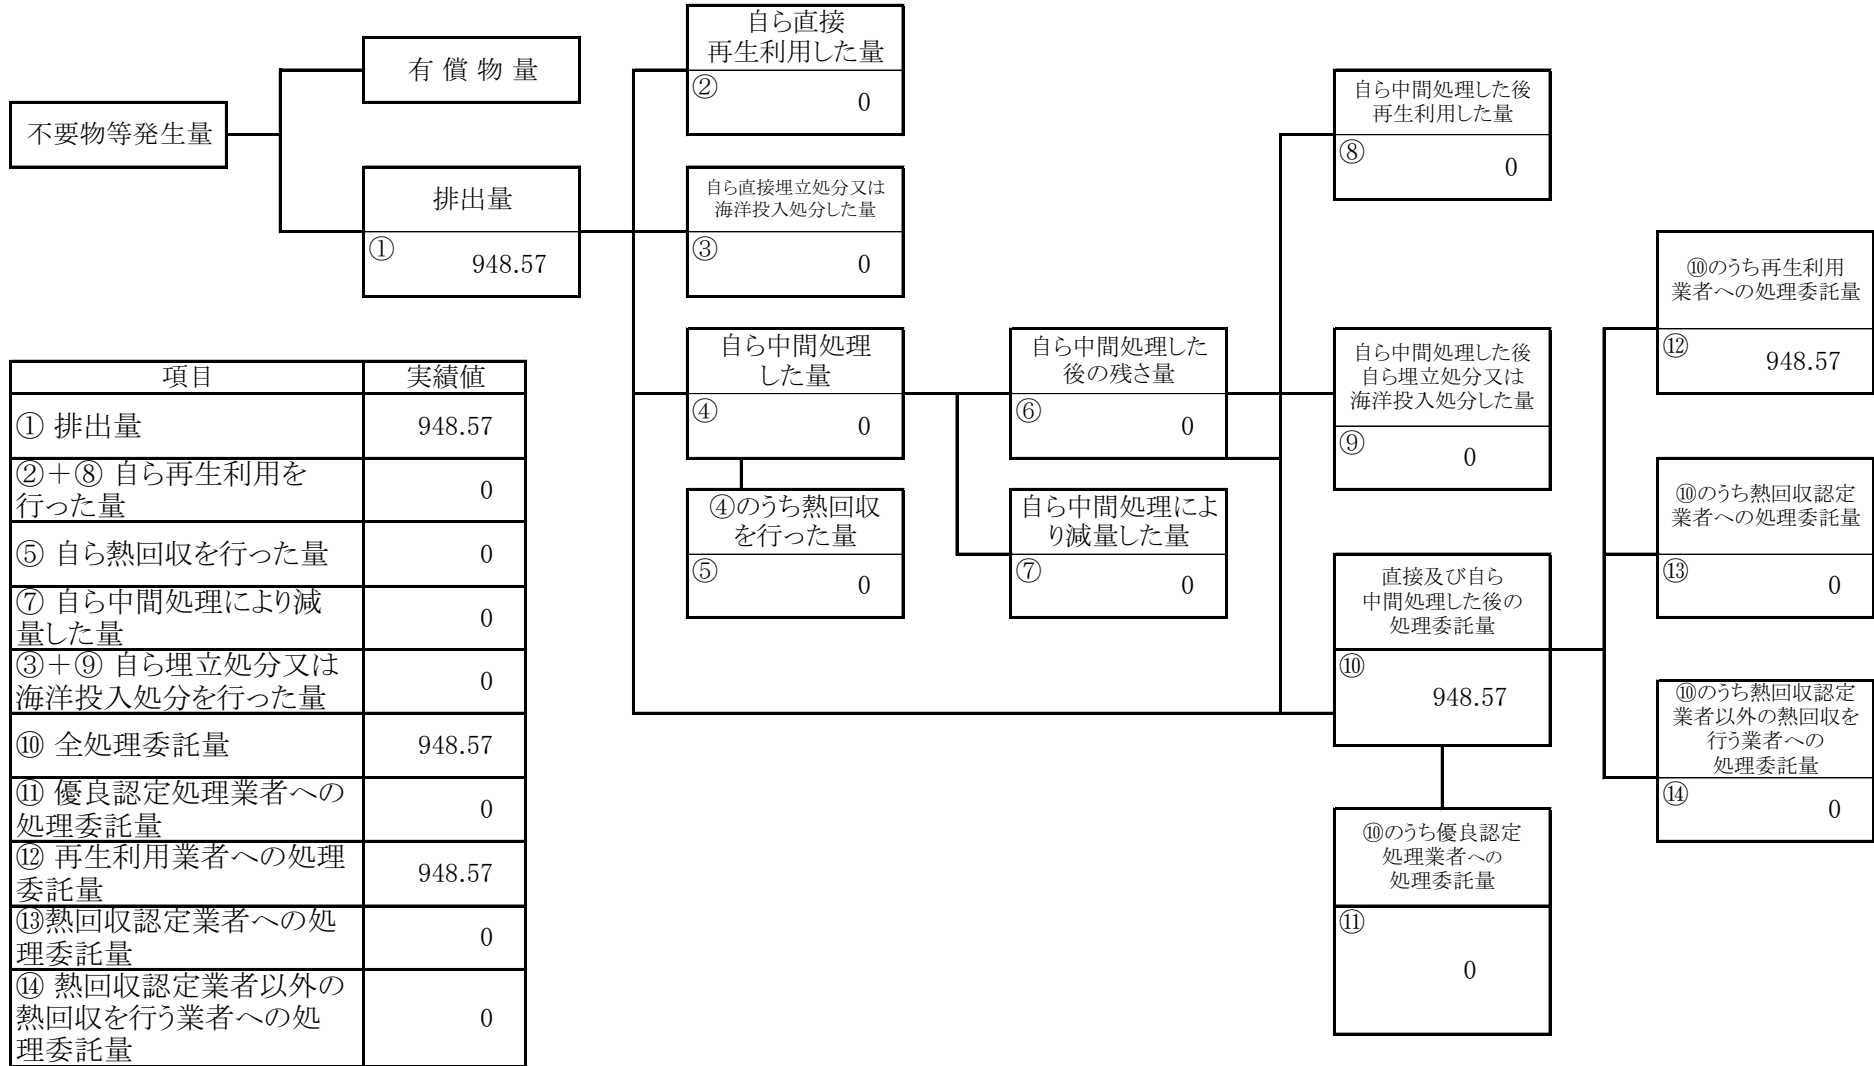 不要物等発生量
有 償 物 量
排出量
①
948.57
自ら直接
再生利用した量
②
0
自ら直接埋立処分又は
海洋投入処分した量
③
0
自ら中間処理
した量
④
0
④のうち熱回収
を行った量
⑤
0
自ら中間処理した
後の残さ量
⑥
0
自ら中間処理によ
り減量した量
⑦
0
自ら中間処理した後
再生利用した量
⑧
0
自ら中間処理した後
自ら埋立処分又は
海洋投入処分した量
⑨
0
直接及び自ら
中間処理した後の
処理委託量
⑩
948.57
⑩のうち優良認定
処理業者への
処理委託量
⑪
0
⑩のうち再生利用
業者への処理委託量
⑫
948.57
⑩のうち熱回収認定
業者への処理委託量
⑬
0
⑩のうち熱回収認定
業者以外の熱回収を
行う業者への
処理委託量
⑭
0
項目 実績値
① 排出量 948.57
②+⑧ 自ら再生利用を
行った量 0
⑤ 自ら熱回収を行った量 0
⑦ 自ら中間処理により減
量した量 0
③+⑨ 自ら埋立処分又は
海洋投入処分を行った量 0
⑩ 全処理委託量 948.57
⑪ 優良認定処理業者への
処理委託量 0
⑫ 再生利用業者への処理
委託量 948.57
⑬熱回収認定業者への処
理委託量 0
⑭ 熱回収認定業者以外の
熱回収を行う業者への処
理委託量 0